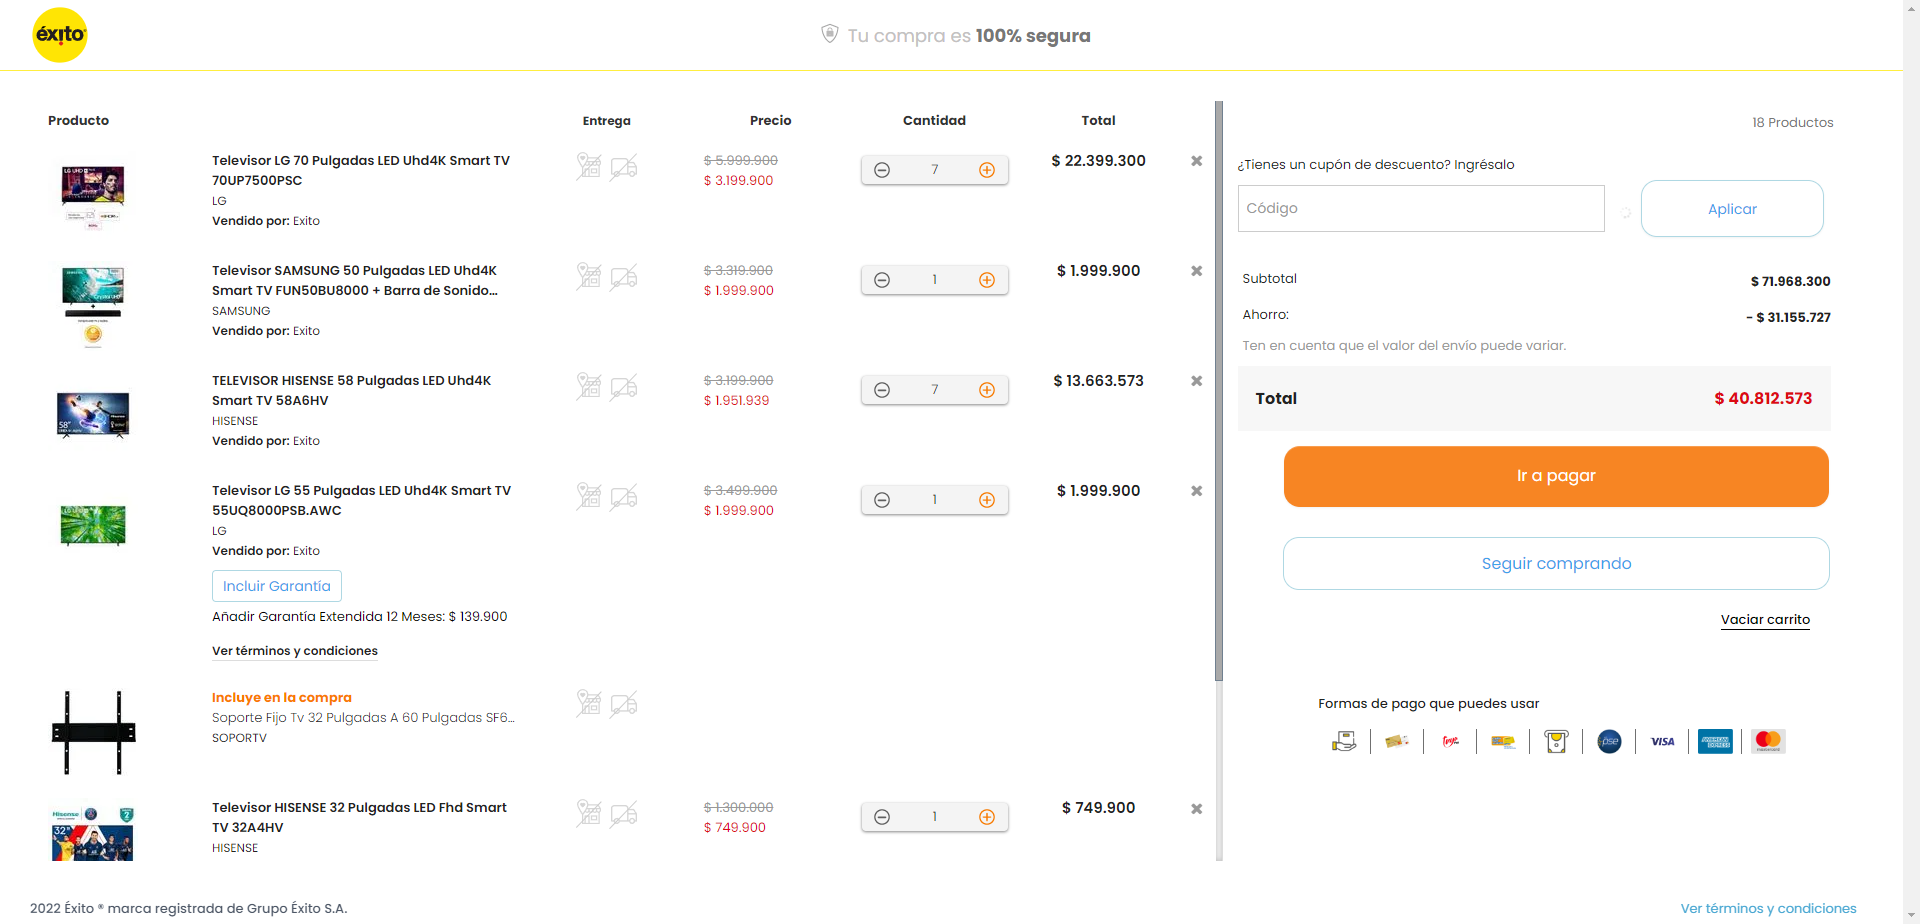 éxito
Tu compra es 100% segura
Producto
Entrega
Precio
Cantidad
Total
Televisor LG 70 Pulgadas LED Uhd4K Smart TV
70UP7500PSC
LG
Vendido por: Exito
$ 5.999.900
$ 3.199.900
7
$ 22.399.300
Televisor SAMSUNG 50 Pulgadas LED Uhd4K
Smart TV FUN50BU8000 + Barra de Sonido...
SAMSUNG
Vendido por: Exito
$ 3.319.900
$ 1.999.900
1
$ 1.999.900
TELEVISOR HISENSE 58 Pulgadas LED Uhd4K
Smart TV 58A6HV
HISENSE
Vendido por: Exito
58"
$ 3.199.900
$ 1.951.939
7
$ 13.663.573
Televisor LG 55 Pulgadas LED Uhd4K Smart TV
55UQ8000PSB.AWC
LG
Vendido por: Exito
$ 3.499.900
$ 1.999.900
1
$ 1.999.900
Incluir Garantía
Añadir Garantía Extendida 12 Meses: $ 139.900
Ver términos y condiciones
Incluye en la compra
Soporte Fijo Tv 32 Pulgadas A 60 Pulgadas SF6...
SOPORTV
Hisense
32"
Televisor HISENSE 32 Pulgadas LED Fhd Smart
TV 32A4HV
HISENSE
$ 1.300.000
$ 749.900
1
$ 749.900
18 Productos
¿Tienes un cupón de descuento? Ingrésalo
Código
Aplicar
Subtotal
$ 71.968.300
Ahorro:
- $ 31.155.727
Ten en cuenta que el valor del envío puede variar.
Total
$ 40.812.573
Ir a pagar
Seguir comprando
Vaciar carrito
Formas de pago que puedes usar
pse
VISA
AMERICAN EXPRESS
2022 Éxito ® marca registrada de Grupo Éxito S.A.
Ver términos y condiciones